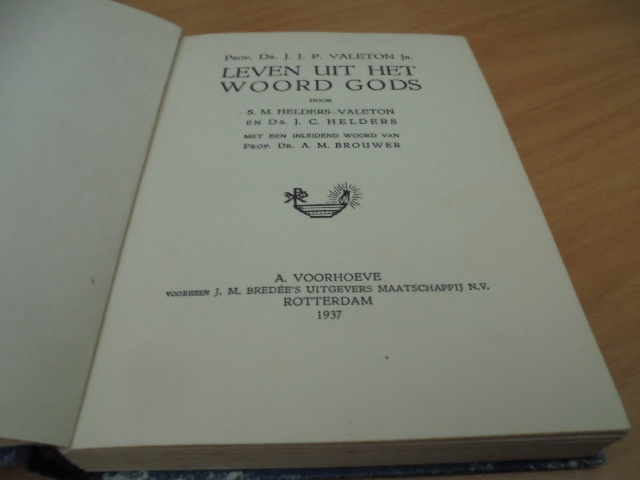 Prof. Dr. J. J. P. VALETON Jr.
LEVEN UIT HET
WOORD GODS
DOOR
S. M. HELDERS-VALETON
EN Ds. J. C. HELDERS
MET EEN INLEIDEND WOORD VAN
Prof. Dr. A. M. BROUWER
A. VOORHOEVE
VOORHEEN J. M. BREDÉE'S UITGEVERS MAATSCHAPPIJ N.V.
ROTTERDAM
1937